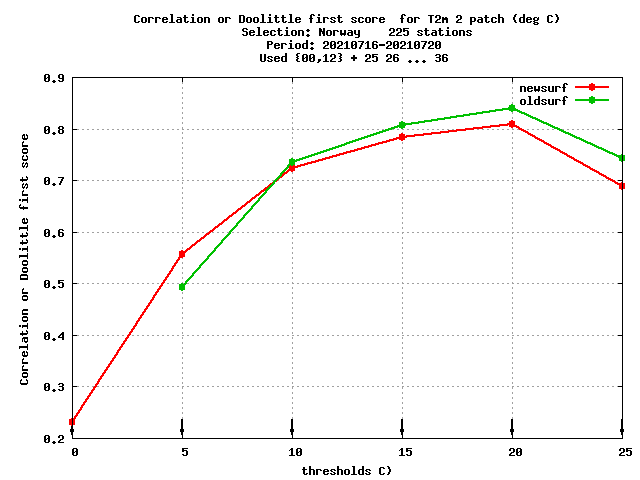 Correlation or Doolittle first score  for T2m 2 patch (deg C)
Selection: Norway    225 stations
Period: 20210716-20210720
Used {00,12} + 25 26 ... 36
newsurf
oldsurf
Correlation or Doolittle first score
0.9
0.8
0.7
0.6
0.5
0.4
0.3
0.2
0 5 10 15 20 25
thresholds C)